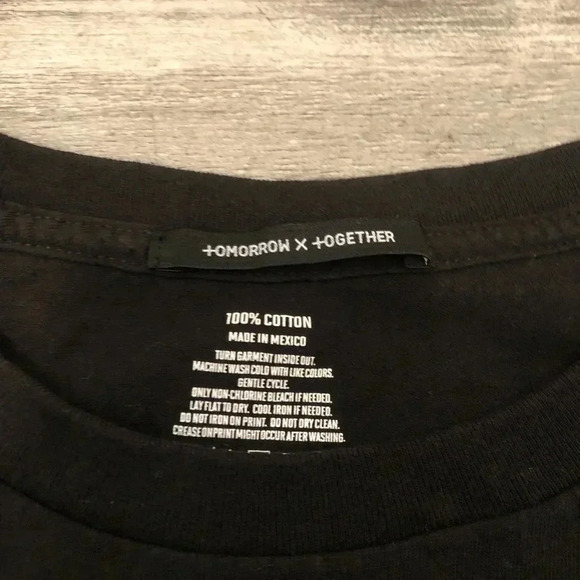 TOMORROW X TOGETHER
100% COTTON
MADE IN MEXICO
TURN GARMENT INSIDE OUT.
MACHINE WASH COLD WITH LIKE COLORS.
GENTLE CYCLE.
ONLY NON-CHLORINE BLEACH IF NEEDED.
LAY FLAT TO DRY. COOL IRON IF NEEDED.
DO NOT IRON ON PRINT. DO NOT DRY CLEAN.
CREASE ON PRINT MIGHT OCCUR AFTER WASHING.